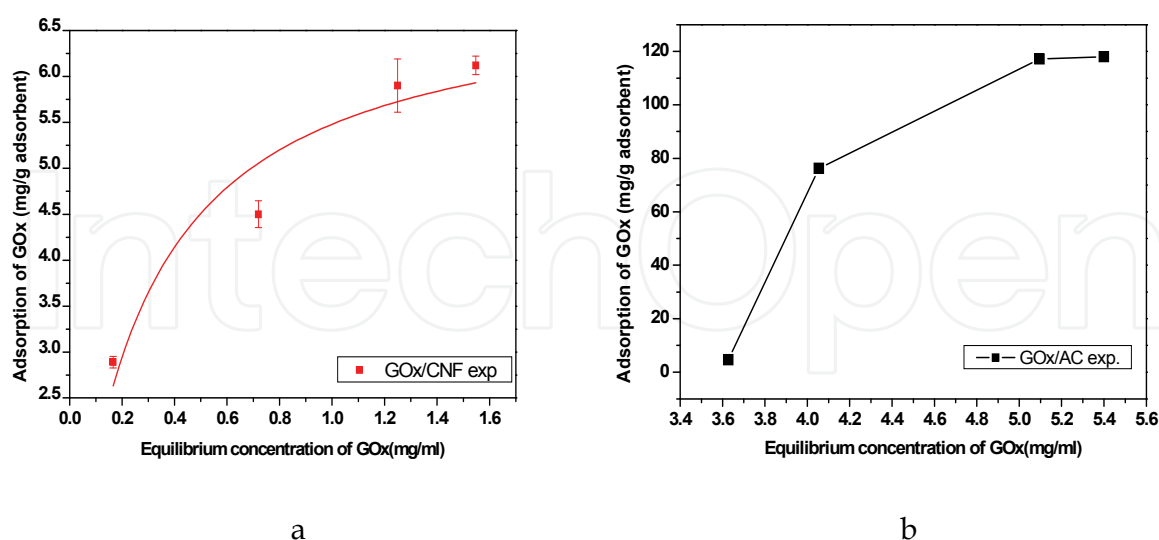 6.5
6.0
5.5
5.0
4.5
4.0
3.5
3.0
2.5
0.0 0.2 0.4 0.6 0.8 1.0 1.2 1.4 1.6
Adsorption of GOx (mg/g adsorbent)
Equilibrium concentration of GOx(mg/ml)
GOx/CNF exp
a
120
100
80
60
40
20
0
3.4 3.6 3.8 4.0 4.2 4.4 4.6 4.8 5.0 5.2 5.4 5.6
Adsorption of GOx (mg/g adsorbent)
Equilibrium concentration of GOx(mg/ml)
GOx/AC exp.
b
IntechOpen